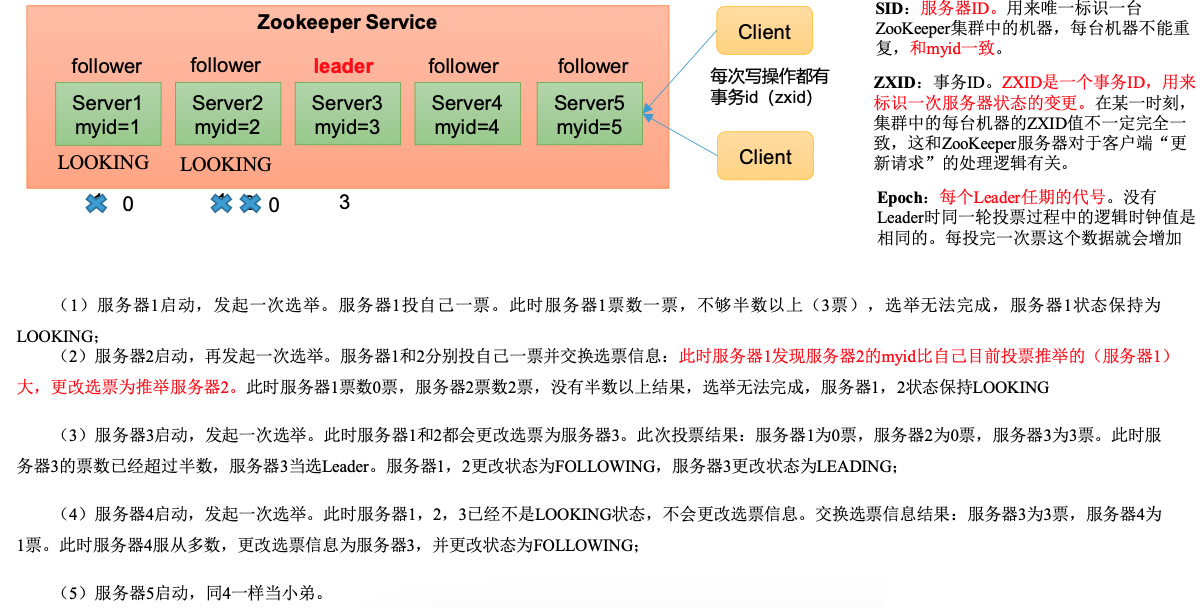 Zookeeper Service
follower
follower
leader
follower
follower
Server1
myid=1
Server2
myid=2
Server3
myid=3
Server4
myid=4
Server5
myid=5
LOOKING
LOOKING
0
0
3
Client
每次写操作都有
事务id（zxid）
Client
SID：服务器ID。用来唯一标识一台
ZooKeeper集群中的机器，每台机器不能重
复，和myid一致。
ZXID：事务ID。ZXID是一个事务ID，用来
标识一次服务器状态的变更。在某一时刻，
集群中的每台机器的ZXID值不一定完全一
致，这和ZooKeeper服务器对于客户端“更
新请求”的处理逻辑有关。
Epoch：每个Leader任期的代号。没有
Leader时同一轮投票过程中的逻辑时钟值是
相同的。每投完一次票这个数据就会增加
（1）服务器1启动，发起一次选举。服务器1投自己一票。此时服务器1票数一票，不够半数以上（3票），选举无法完成，服务器1状态保持为
LOOKING；
（2）服务器2启动，再发起一次选举。服务器1和2分别投自己一票并交换选票信息：此时服务器1发现服务器2的myid比自己目前投票推举的（服务器1）
大，更改选票为推举服务器2。此时服务器1票数0票，服务器2票数2票，没有半数以上结果，选举无法完成，服务器1，2状态保持LOOKING
（3）服务器3启动，发起一次选举。此时服务器1和2都会更改选票为服务器3。此次投票结果：服务器1为0票，服务器2为0票，服务器3为3票。此时服
务器3的票数已经超过半数，服务器3当选Leader。服务器1，2更改状态为FOLLOWING，服务器3更改状态为LEADING；
（4）服务器4启动，发起一次选举。此时服务器1，2，3已经不是LOOKING状态，不会更改选票信息。交换选票信息结果：服务器3为3票，服务器4为
1票。此时服务器4服从多数，更改选票信息为服务器3，并更改状态为FOLLOWING；
（5）服务器5启动，同4一样当小弟。